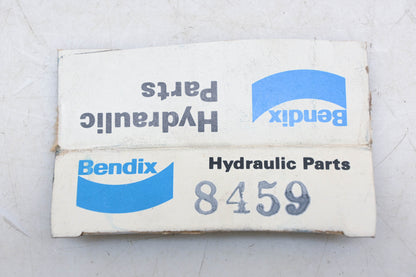 Hydraulic
Parts
Bendix
Bendix
Hydraulic Parts
8459